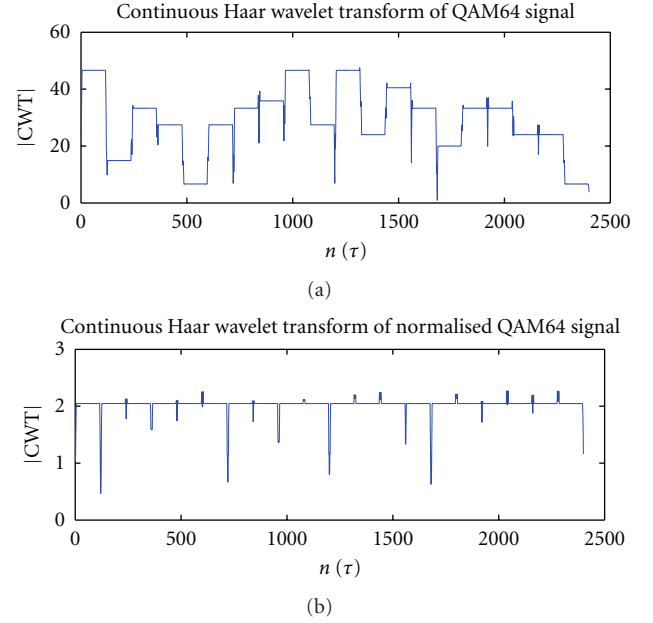 Continuous Haar wavelet transform of QAM64 signal
60
40
20
0
|CWT|
0 500 1000 1500 2000 2500
n (τ)
(a)
Continuous Haar wavelet transform of normalised QAM64 signal
3
2
1
0
|CWT|
0 500 1000 1500 2000 2500
n (τ)
(b)